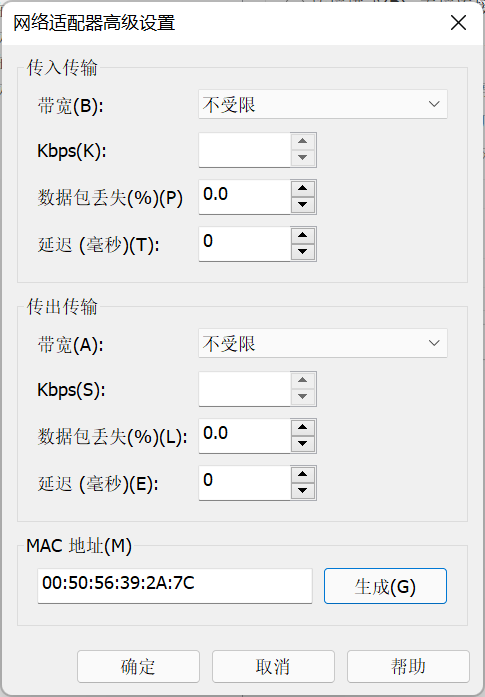 网络适配器高级设置
传入传输
带宽(B): 不受限
Kbps(K):
数据包丢失(%)(P) 0.0
延迟 (毫秒)(T): 0
传出传输
带宽(A): 不受限
Kbps(S):
数据包丢失(%)(L): 0.0
延迟 (毫秒)(E): 0
MAC 地址(M)
00:50:56:39:2A:7C 生成(G)
确定 取消 帮助